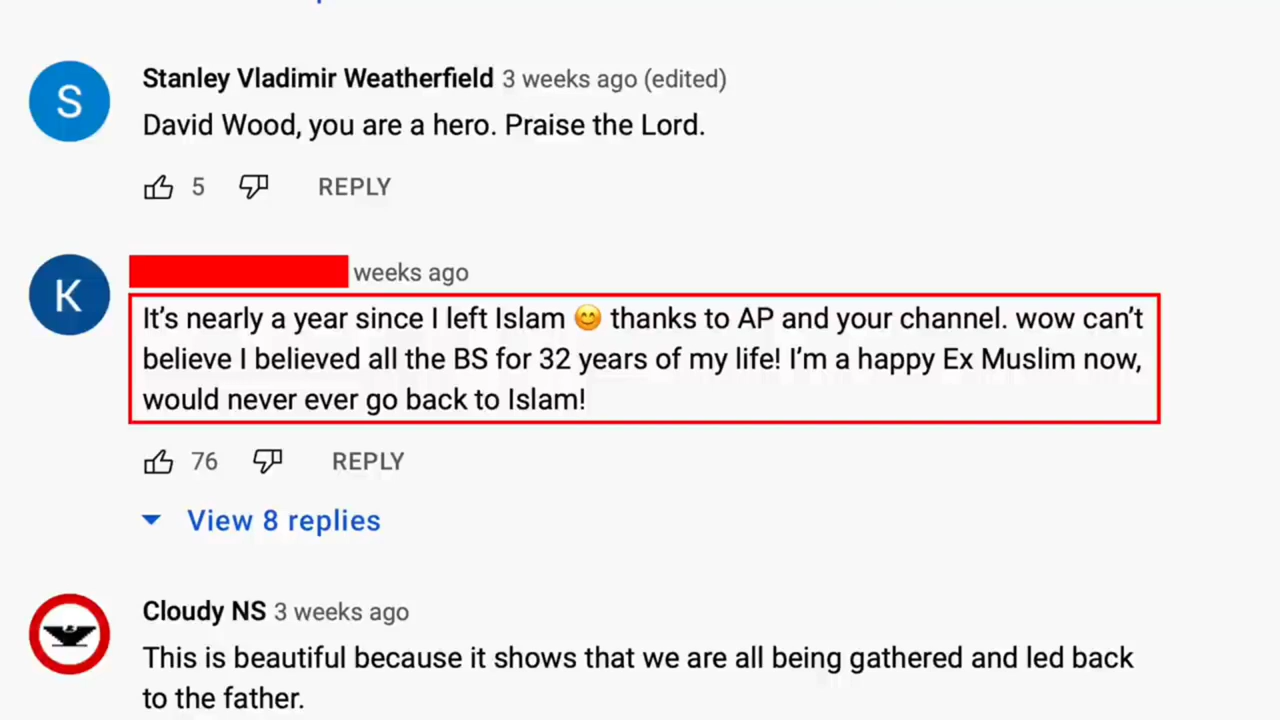 Stanley Vladimir Weatherfield 3 weeks ago (edited)
David Wood, you are a hero. Praise the Lord.
5 REPLY
K
weeks ago
It's nearly a year since I left Islam 😊 thanks to AP and your channel. wow can't
believe I believed all the BS for 32 years of my life! I'm a happy Ex Muslim now,
would never ever go back to Islam!
76 REPLY
View 8 replies
Cloudy NS 3 weeks ago
This is beautiful because it shows that we are all being gathered and led back
to the father.